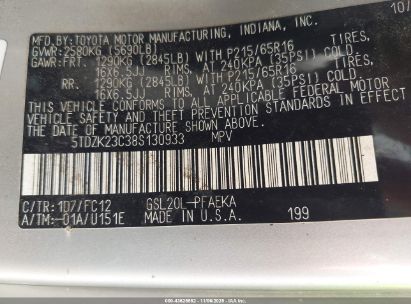 MFD. BY: TOYOTA MOTOR MANUFACTURING, INDIANA, INC. 10/
GVWR: 2580KG (5690LB)
GAWR: FRT. 1290KG (2845LB) WITH P215/65R16
16X6.5JJ RIMS, AT 240KPA (35PSI) COLD.
RR. 1290KG (2845LB) WITH P215/65R16
16X6.5JJ RIMS, AT 240KPA (35PSI) COLD.
THIS VEHICLE CONFORMS TO ALL APPLICABLE FEDERAL MOTOR
VEHICLE SAFETY AND THEFT PREVENTION STANDARDS IN
EFFECT ON THE DATE OF MANUFACTURE SHOWN ABOVE.
5TDZK23C38S130933 MPV
C/TR: 1D7/FC12 GSL20L-PFAEKA
A/TM: -01A/U151E MADE IN U.S.A. 199